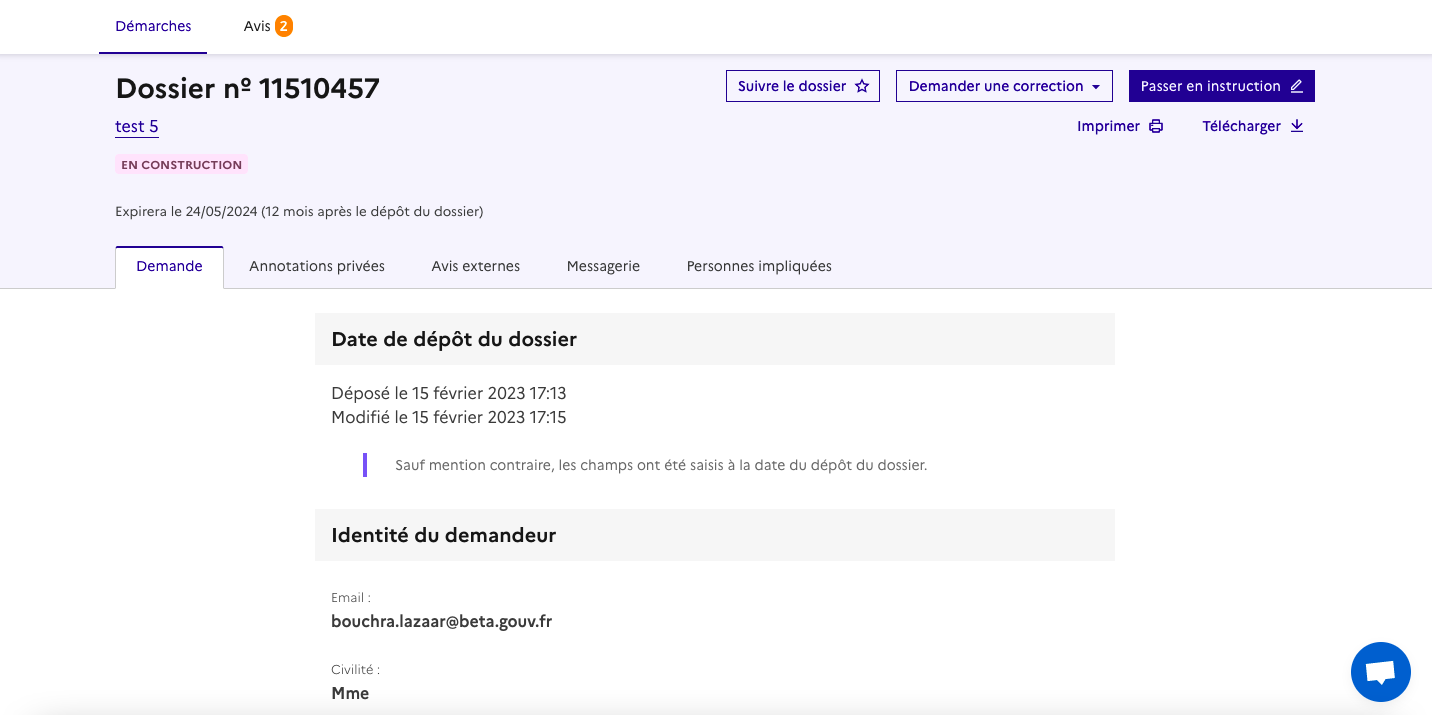 Démarches
Avis 2
Dossier nº 11510457
Suivre le dossier
Demander une correction
Passer en instruction
test 5
Imprimer
Télécharger
EN CONSTRUCTION
Expirera le 24/05/2024 (12 mois après le dépôt du dossier)
Demande
Annotations privées
Avis externes
Messagerie
Personnes impliquées
Date de dépôt du dossier
Déposé le 15 février 2023 17:13
Modifié le 15 février 2023 17:15
Sauf mention contraire, les champs ont été saisis à la date du dépôt du dossier.
Identité du demandeur
Email :
bouchra.lazaar@beta.gouv.fr
Civilité :
Mme